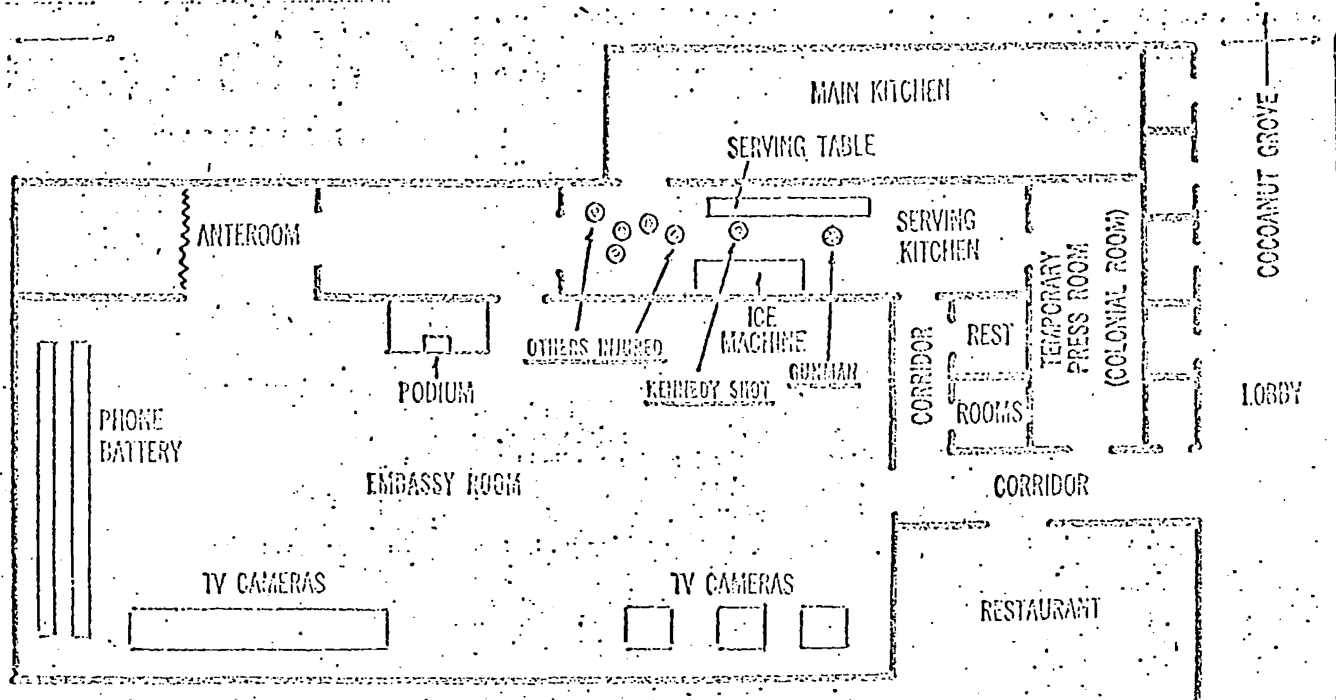 MAIN KITCHEN
SERVING TABLE
COCOANUT GROVE
ANTEROOM
SERVING
KITCHEN
TEMPORARY
PRESS ROOM
(COLONIAL ROOM)
ICE
MACHINE
OTHERS INJURED
KENNEDY SHOT
GUNMAN
PODIUM
CORRIDOR
REST
ROOMS
LOBBY
PHONE
BATTERY
EMBASSY ROOM
CORRIDOR
TV CAMERAS
TV CAMERAS
RESTAURANT